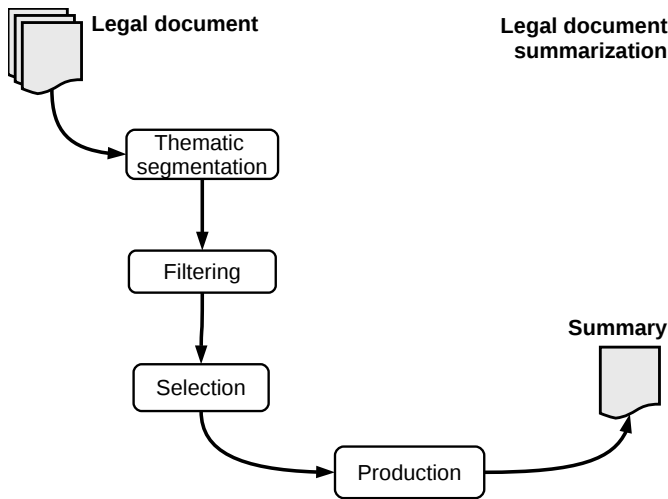 Legal document
Legal document
summarization
Thematic
segmentation
Filtering
Selection
Summary
Production